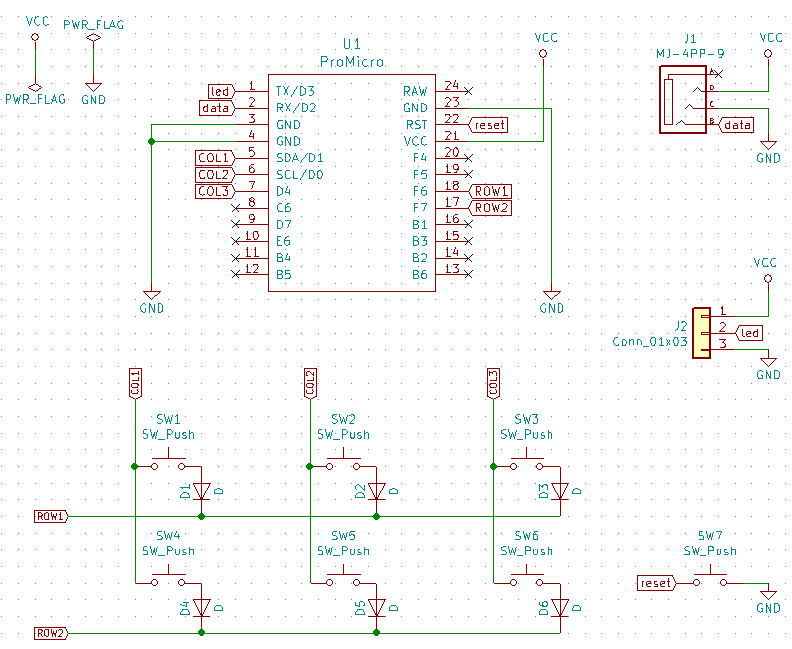 VCC
PWR_FLAG
PWR_FLAG
GND
U1
ProMicro
led 1 TX/D3
data 2 RX/D2
3 GND
4 GND
COL1 5 SDA/D1
COL2 6 SCL/D0
COL3 7 D4
8 C6
9 D7
10 E6
11 B4
12 B5
RAW 24
GND 23
RST 22 reset
VCC 21
F4 20
F5 19
F6 18 ROW1
F7 17 ROW2
B1 16
B3 15
B2 14
B6 13
VCC
GND
GND
J1
MJ-4PP-9
VCC
A
D
C
B data
GND
VCC
J2
Conn_01x03
1
2 led
3
GND
COL1
COL2
COL3
SW1
SW_Push
SW2
SW_Push
SW3
SW_Push
D1 D
D2 D
D3 D
ROW1
SW4
SW_Push
SW5
SW_Push
SW6
SW_Push
D4 D
D5 D
D6 D
ROW2
SW7
SW_Push
reset
GND